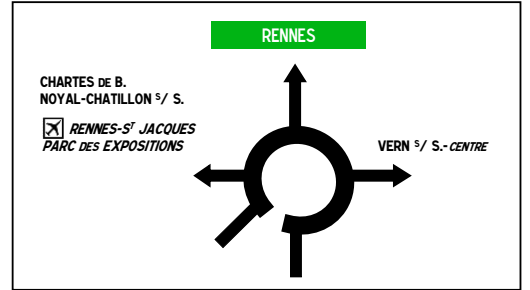 RENNES
CHARTES DE B.
NOYAL-CHATILLON S/ S.
RENNES-ST JACQUES
PARC DES EXPOSITIONS
VERN S/ S.-CENTRE